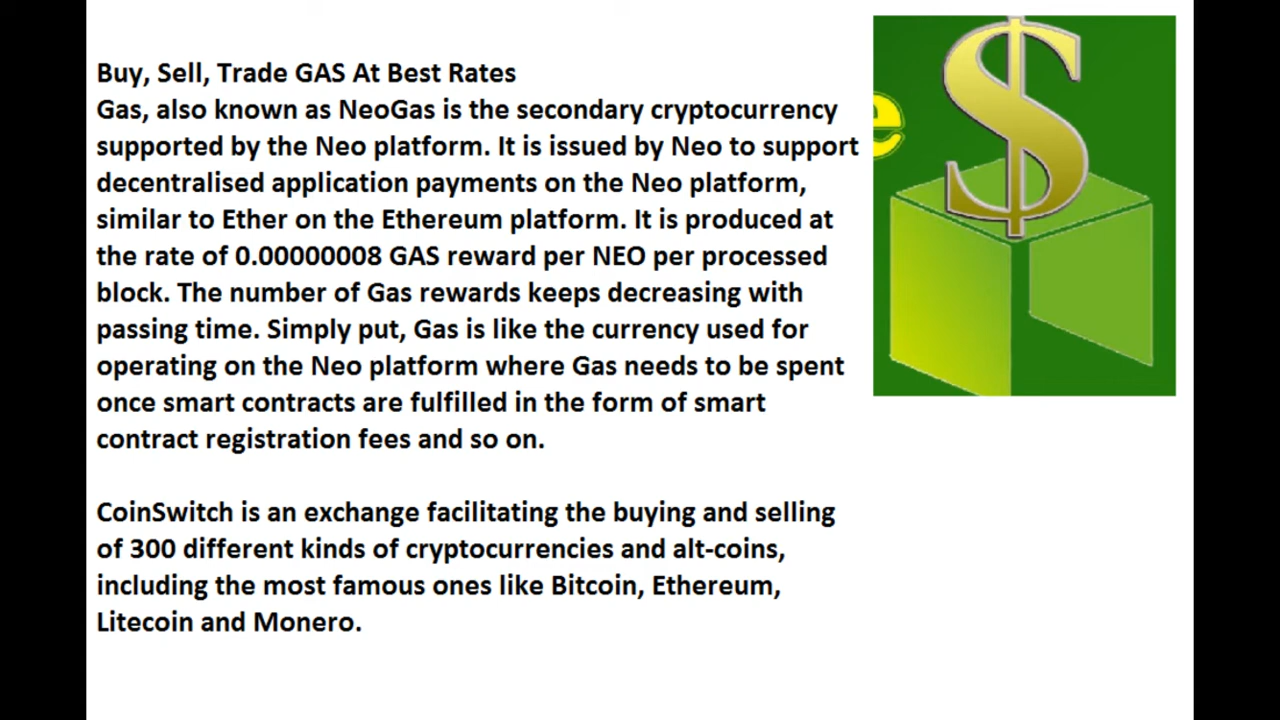 Buy, Sell, Trade GAS At Best Rates
Gas, also known as NeoGas is the secondary cryptocurrency
supported by the Neo platform. It is issued by Neo to support
decentralised application payments on the Neo platform,
similar to Ether on the Ethereum platform. It is produced at
the rate of 0.00000008 GAS reward per NEO per processed
block. The number of Gas rewards keeps decreasing with
passing time. Simply put, Gas is like the currency used for
operating on the Neo platform where Gas needs to be spent
once smart contracts are fulfilled in the form of smart
contract registration fees and so on.
CoinSwitch is an exchange facilitating the buying and selling
of 300 different kinds of cryptocurrencies and alt-coins,
including the most famous ones like Bitcoin, Ethereum,
Litecoin and Monero.
e
$